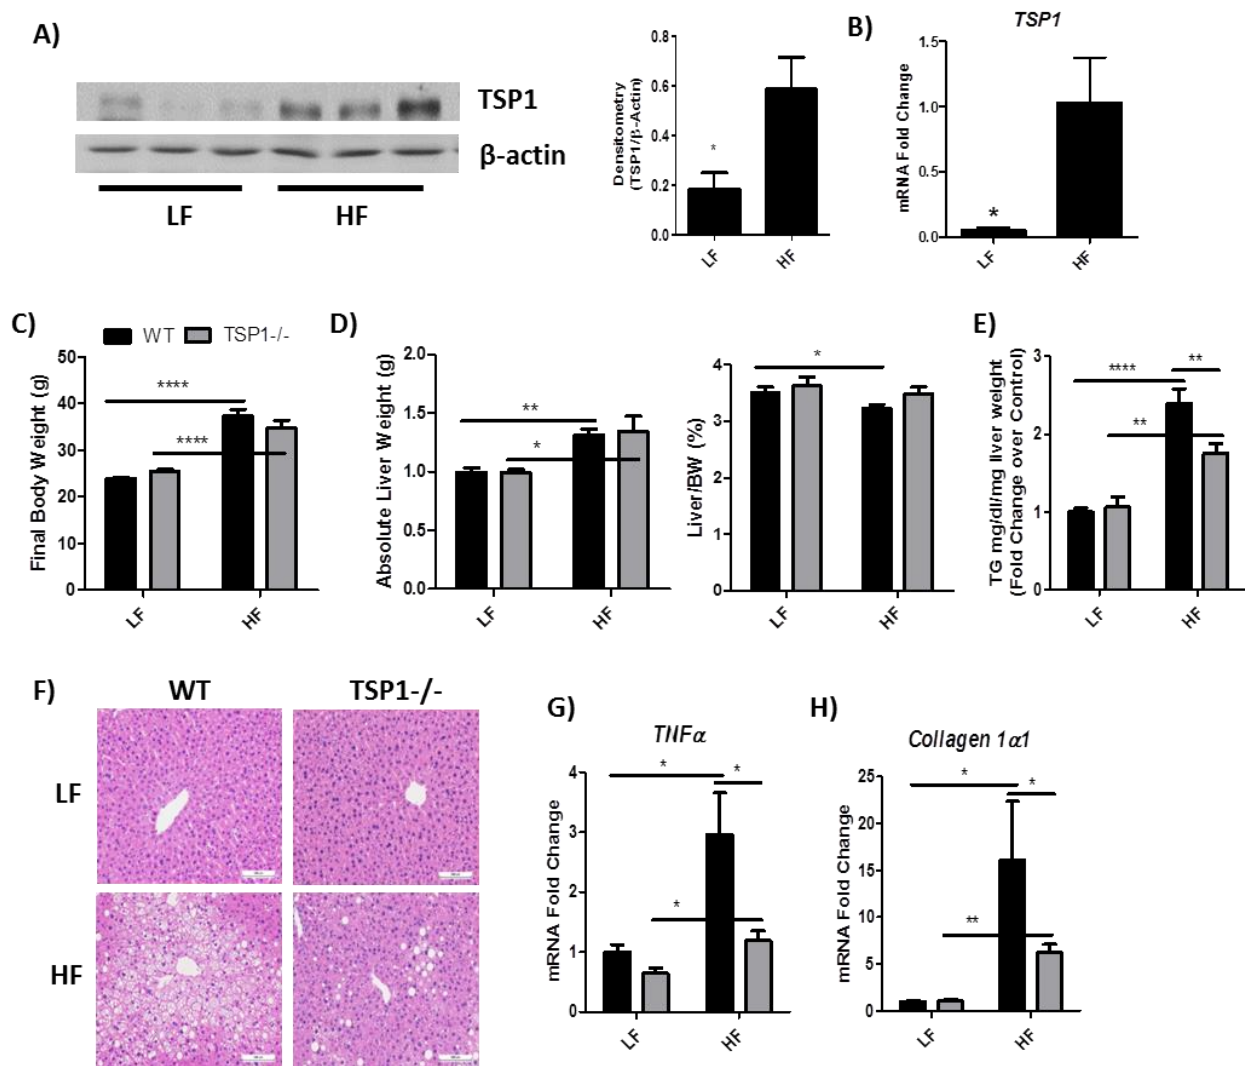 A)
TSP1
β-actin
LF
HF
Densitometry
(TSP1/β-Actin)
0.8
0.6
0.4
0.2
0.0
*
LF
HF
B)
TSP1
mRNA Fold Change
1.5
1.0
0.5
0.0
*
LF
HF
C)
WT
TSP1-/-
Final Body Weight (g)
50
40
30
20
10
0
****
****
LF
HF
D)
Absolute Liver Weight (g)
2.0
1.5
1.0
0.5
0.0
**
*
LF
HF
Liver/BW (%)
6
4
2
0
*
LF
HF
E)
TG mg/dl/mg liver weight
(Fold Change over Control)
3
2
1
0
****
**
**
LF
HF
F)
WT
TSP1-/-
LF
HF
G)
TNFα
mRNA Fold Change
4
3
2
1
0
*
*
*
LF
HF
H)
Collagen 1α1
mRNA Fold Change
25
20
15
10
5
0
*
*
**
LF
HF